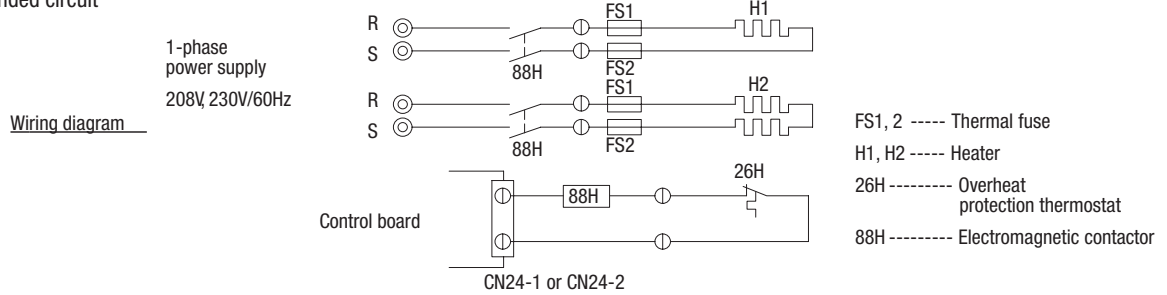 R
FS1
H1
S
1-phase
power supply
88H
FS2
208V, 230V/60Hz
R
FS1
H2
Wiring diagram
S
88H
FS2
FS1, 2 ----- Thermal fuse
H1, H2 ----- Heater
26H --------- Overheat
protection thermostat
88H --------- Electromagnetic contactor
26H
88H
Control board
CN24-1 or CN24-2